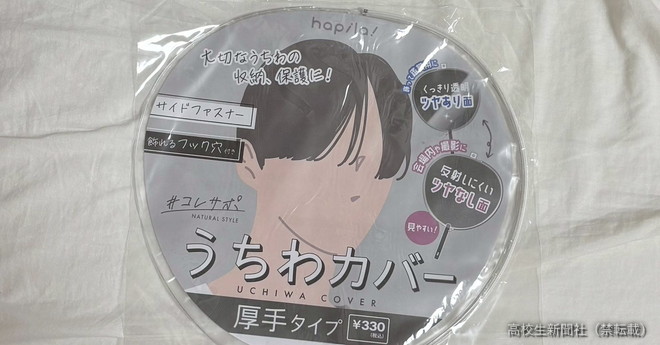 hapila!
大切なうちわの
収納、保護に!
サイドファスナー
飾れるフック穴付き
くっきり透明!
ツヤあり面
会場内や撮影に
反射しにくい
ツヤなし面
見やすい!
#コレサポ
NATURAL STYLE
うちわカバー
UCHIWA COVER
厚手タイプ
¥330
(税込)
高校生新聞社(禁転載)